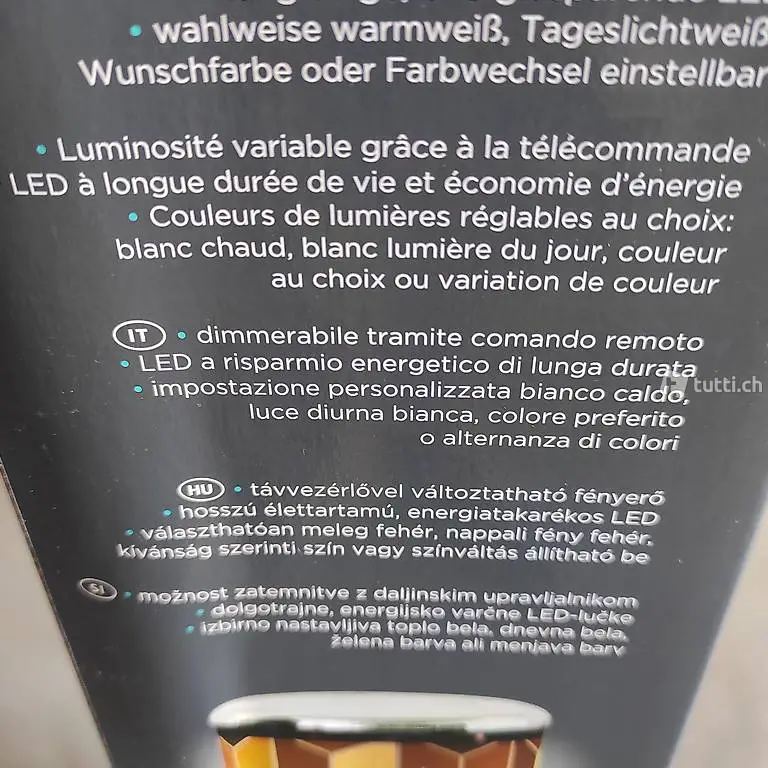 • wahlweise warmweiß, Tageslichtweiß
Wunschfarbe oder Farbwechsel einstellbar
• Luminosité variable grâce à la télécommande
LED à longue durée de vie et économie d'énergie
• Couleurs de lumières réglables au choix:
blanc chaud, blanc lumière du jour, couleur
au choix ou variation de couleur
IT • dimmerabile tramite comando remoto
• LED a risparmio energetico di lunga durata
• impostazione personalizzata bianco caldo,
luce diurna bianca, colore preferito
o alternanza di colori
tutti.ch
HU • távvezérlővel változtatható fényerő
• hosszú élettartamú, energiatakarékos LED
• választhatóan meleg fehér, nappali fény fehér,
kívánság szerinti szín vagy színváltás állítható be
SI • možnost zatemnitve z daljinskim upravljalnikom
• dolgotrajne, energijsko varčne LED-lučke
• izbirno nastavljiva toplo bela, dnevna bela,
želena barva ali menjava barv